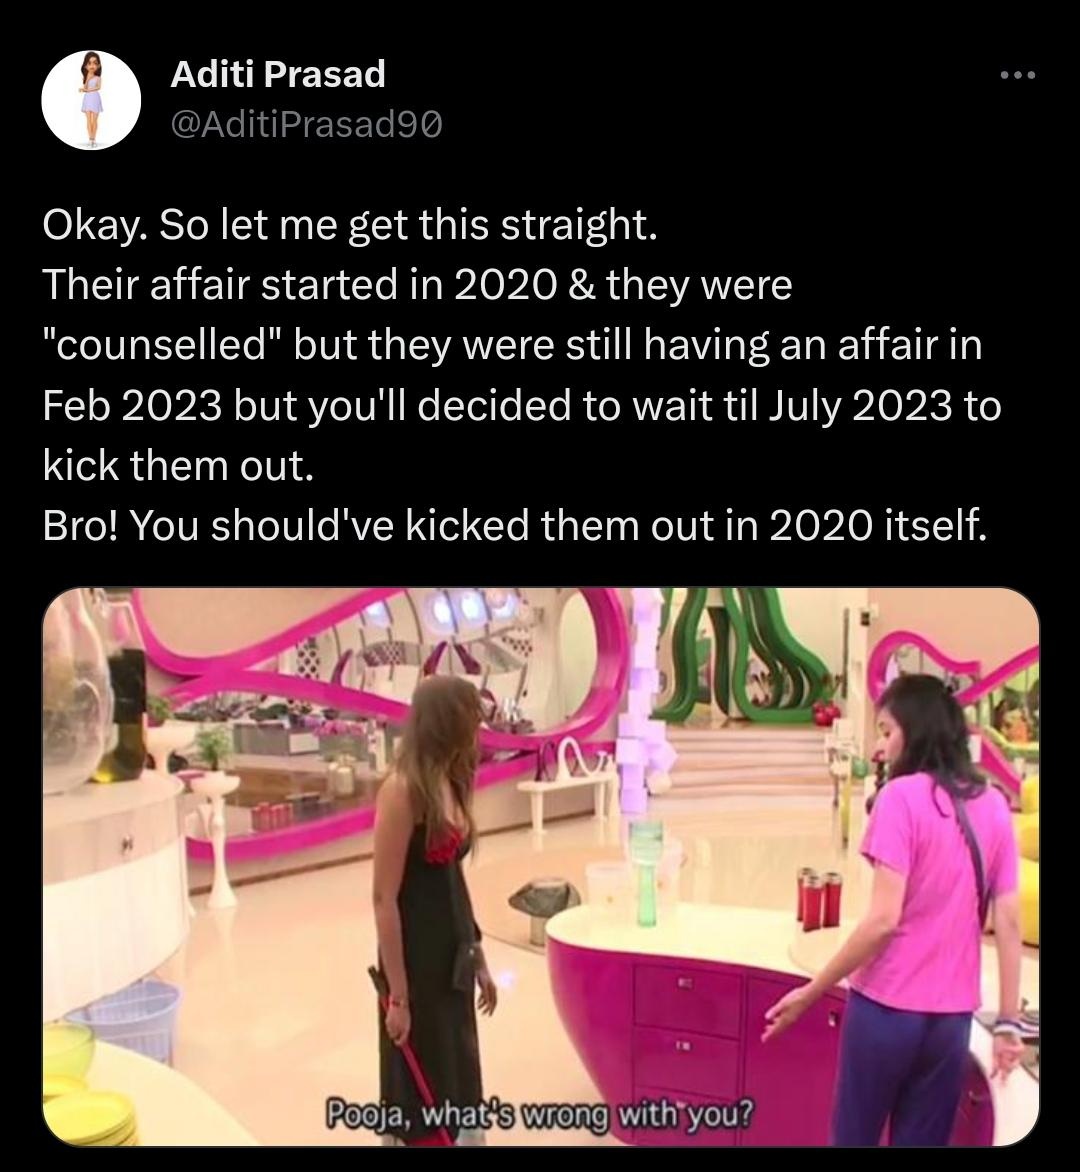 Aditi Prasad
@AditiPrasad90
Okay. So let me get this straight.
Their affair started in 2020 & they were
"counselled" but they were still having an affair in
Feb 2023 but you'll decided to wait til July 2023 to
kick them out.
Bro! You should've kicked them out in 2020 itself.
Pooja, what's wrong with you?